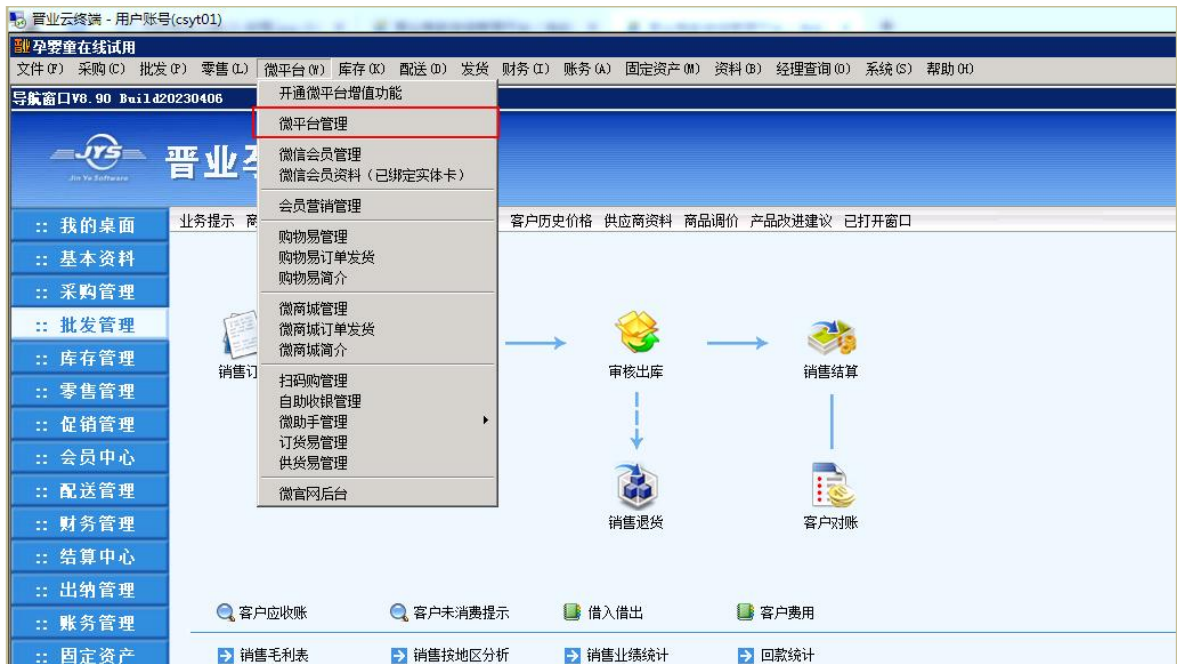 晋业云终端 - 用户账号(csyt01)
孕婴童在线试用
文件(F) 采购(C) 批发(P) 零售(L) 微平台(W) 库存(K) 配送(D) 发货 财务(I) 账务(A) 固定资产(M) 资料(B) 经理查询(O) 系统(S) 帮助(H)
导航窗口V8.90 Build20230406
开通微平台增值功能
微平台管理
微信会员管理
微信会员资料（已绑定实体卡）
会员营销管理
购物易管理
购物易订单发货
购物易简介
微商城管理
微商城订单发货
微商城简介
扫码购管理
自助收银管理
微助手管理
订货易管理
供货易管理
微官网后台
JYS
Jin Ye Software
晋业
业务提示 客户历史价格 供应商资料 商品调价 产品改进建议 已打开窗口
:: 我的桌面
:: 基本资料
:: 采购管理
:: 批发管理
:: 库存管理
:: 零售管理
:: 促销管理
:: 会员中心
:: 配送管理
:: 财务管理
:: 结算中心
:: 出纳管理
:: 账务管理
:: 固定资产
销售订
审核出库
销售结算
销售退货
客户对账
客户应收账 客户未消费提示 借入借出 客户费用
销售毛利表 销售按地区分析 销售业绩统计 回款统计